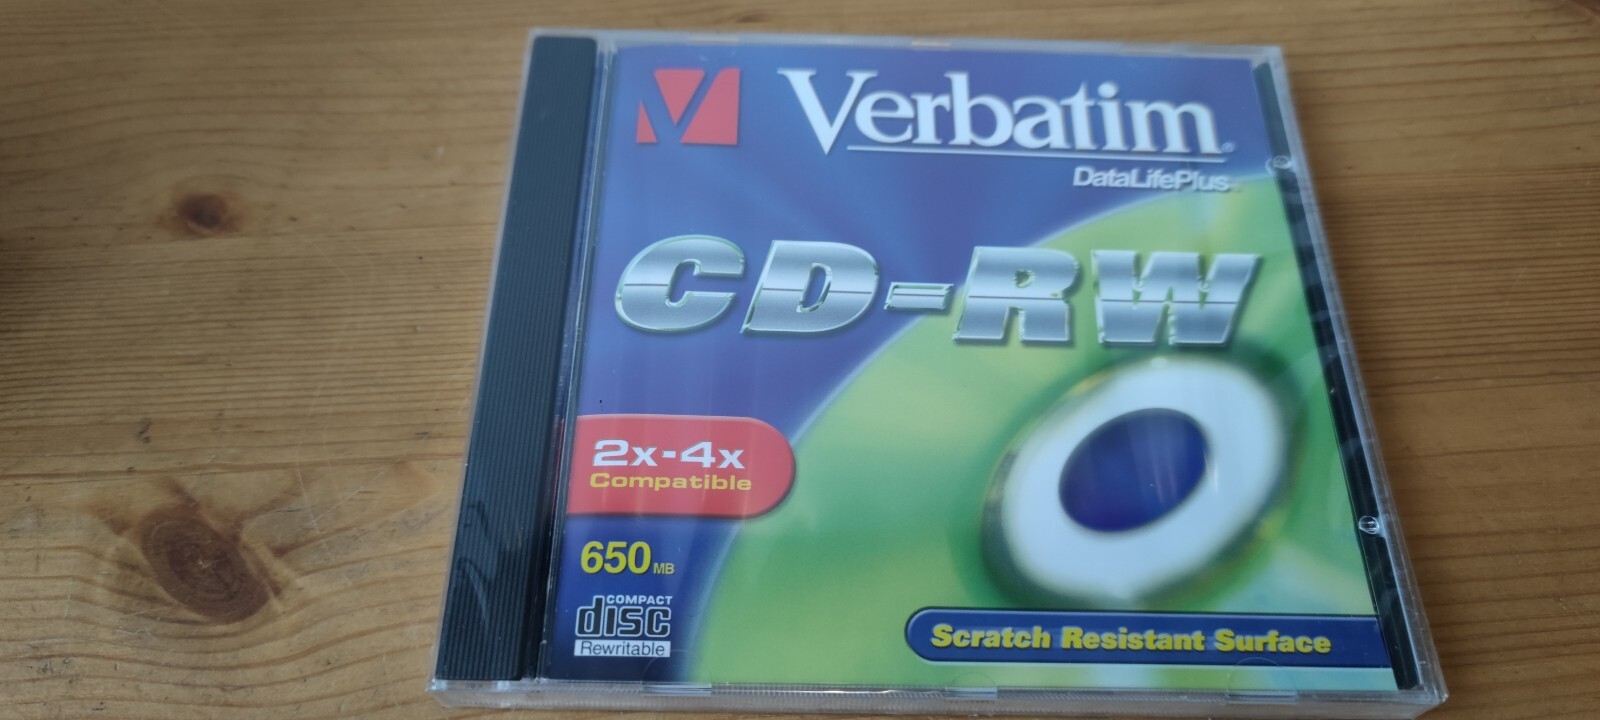 Verbatim®
DataLifePlus
CD-RW
2x-4x
Compatible
650 MB
COMPACT
disc
Rewritable
Scratch Resistant Surface